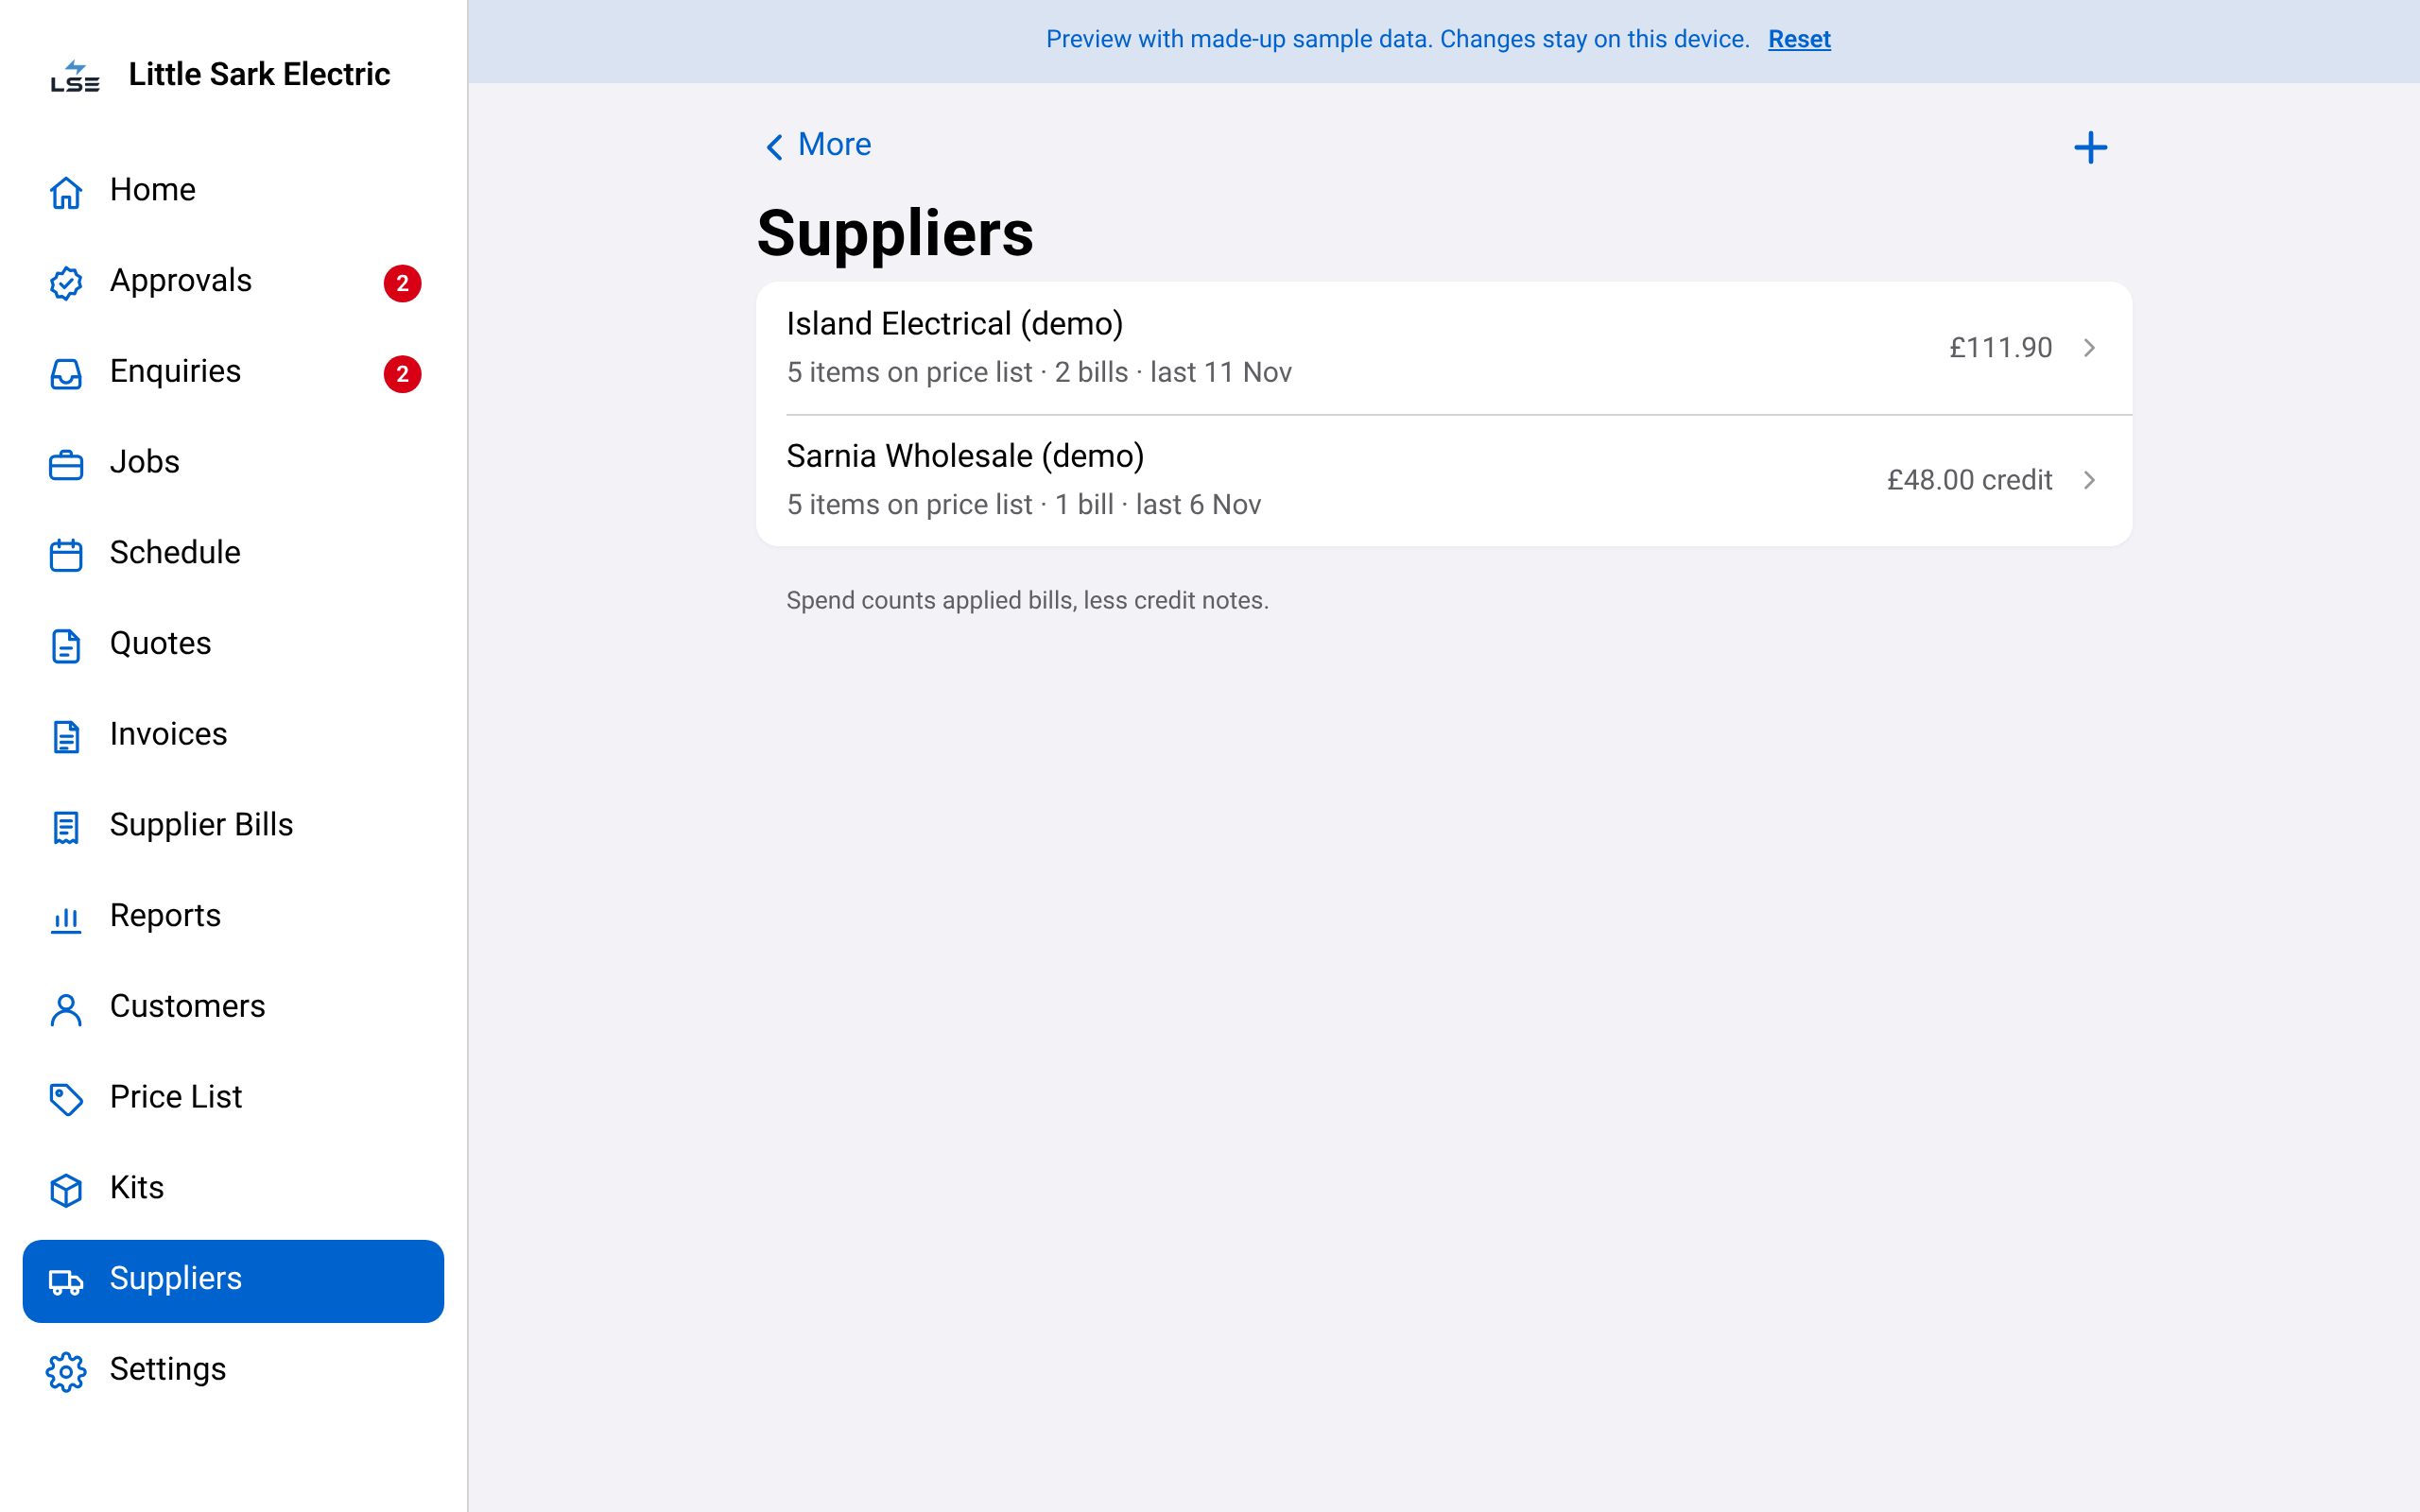 LSE Little Sark Electric
Home
Approvals 2
Enquiries 2
Jobs
Schedule
Quotes
Invoices
Supplier Bills
Reports
Customers
Price List
Kits
Suppliers
Settings
Preview with made-up sample data. Changes stay on this device. Reset
More
Suppliers
Island Electrical (demo)
5 items on price list · 2 bills · last 11 Nov
£111.90
Sarnia Wholesale (demo)
5 items on price list · 1 bill · last 6 Nov
£48.00 credit
Spend counts applied bills, less credit notes.